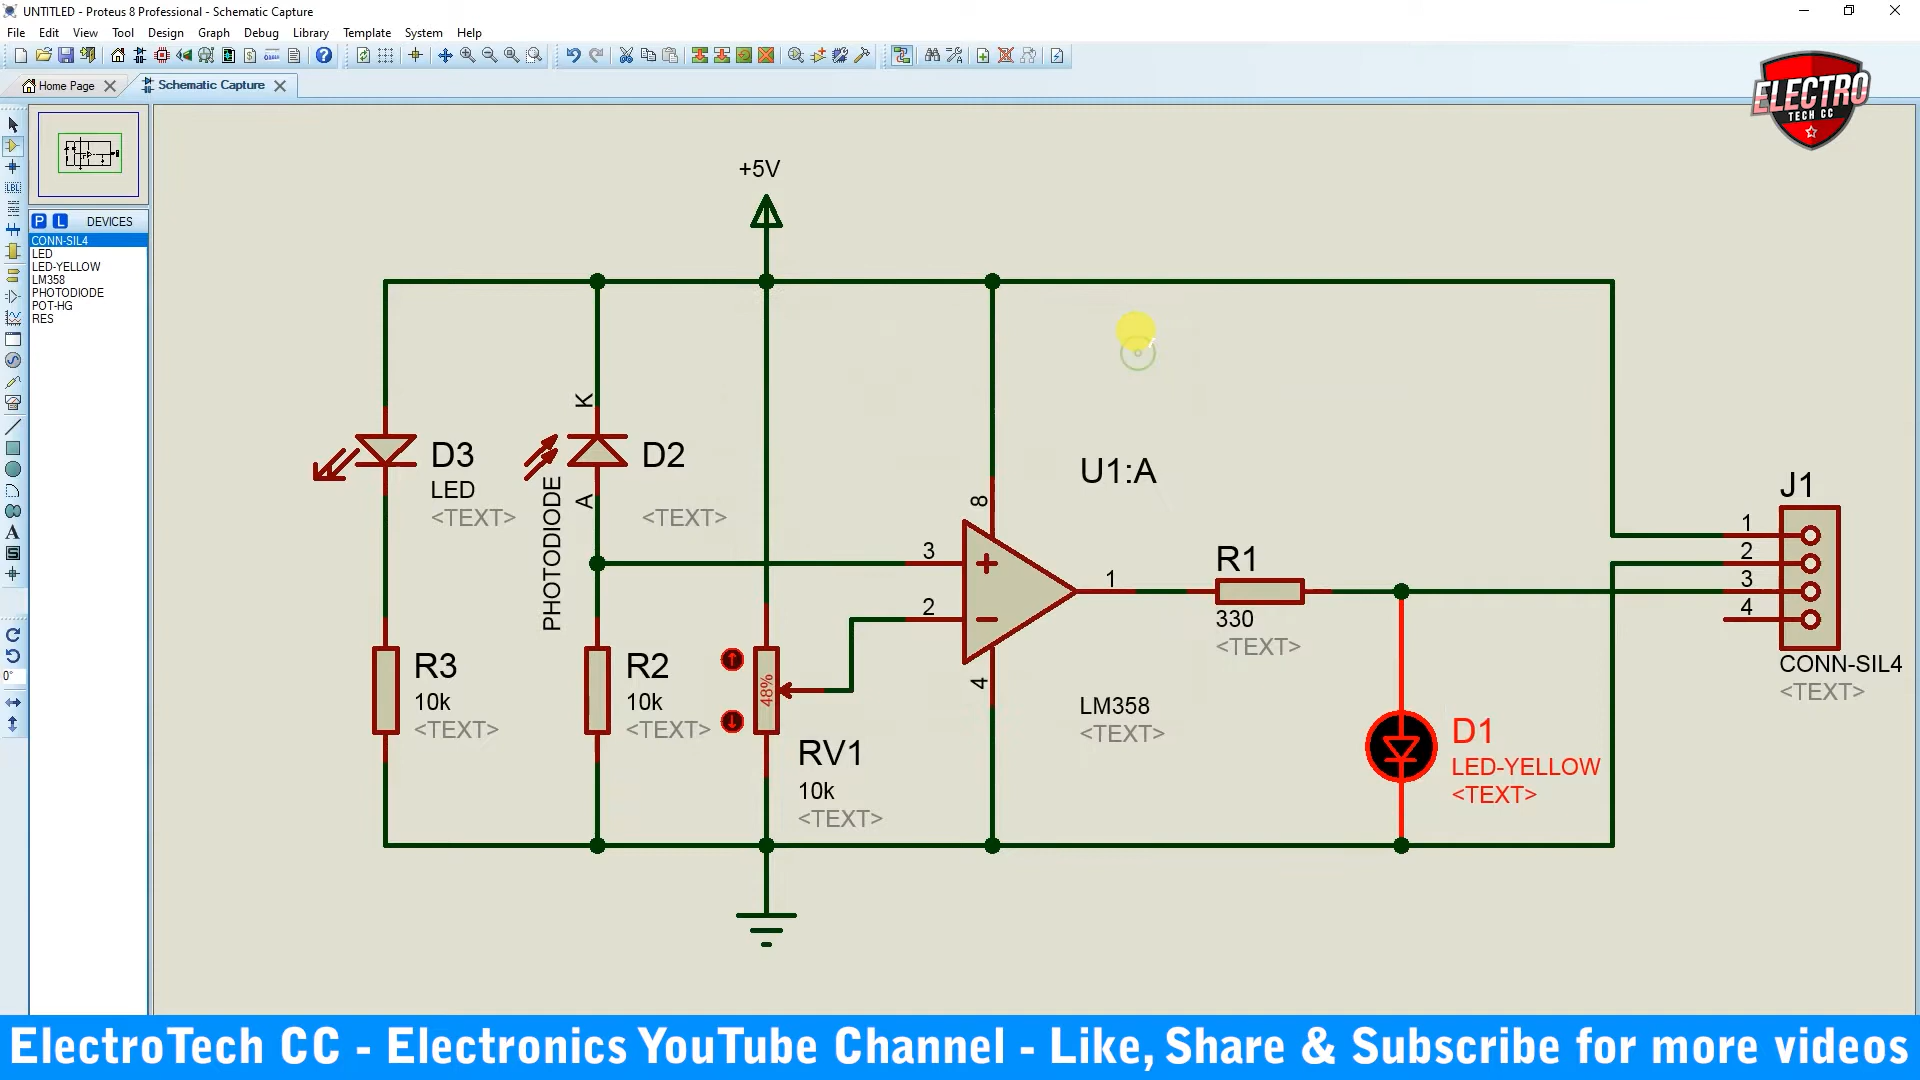 UNTITLED - Proteus 8 Professional - Schematic Capture
File Edit View Tool Design Graph Debug Library Template System Help
Home Page
Schematic Capture
ELECTRO
TECH CC
P L DEVICES
CONN-SIL4
LED
LED-YELLOW
LM358
PHOTODIODE
POT-HG
RES
LBL
A
S
0°
+5V
K
A
D3
LED
<TEXT>
D2
<TEXT>
PHOTODIODE
U1:A
8
3
2
1
4
LM358
<TEXT>
R1
330
<TEXT>
J1
1
2
3
4
CONN-SIL4
<TEXT>
R3
10k
<TEXT>
R2
10k
<TEXT>
48%
RV1
10k
<TEXT>
D1
LED-YELLOW
<TEXT>
ElectroTech CC - Electronics YouTube Channel - Like, Share & Subscribe for more videos